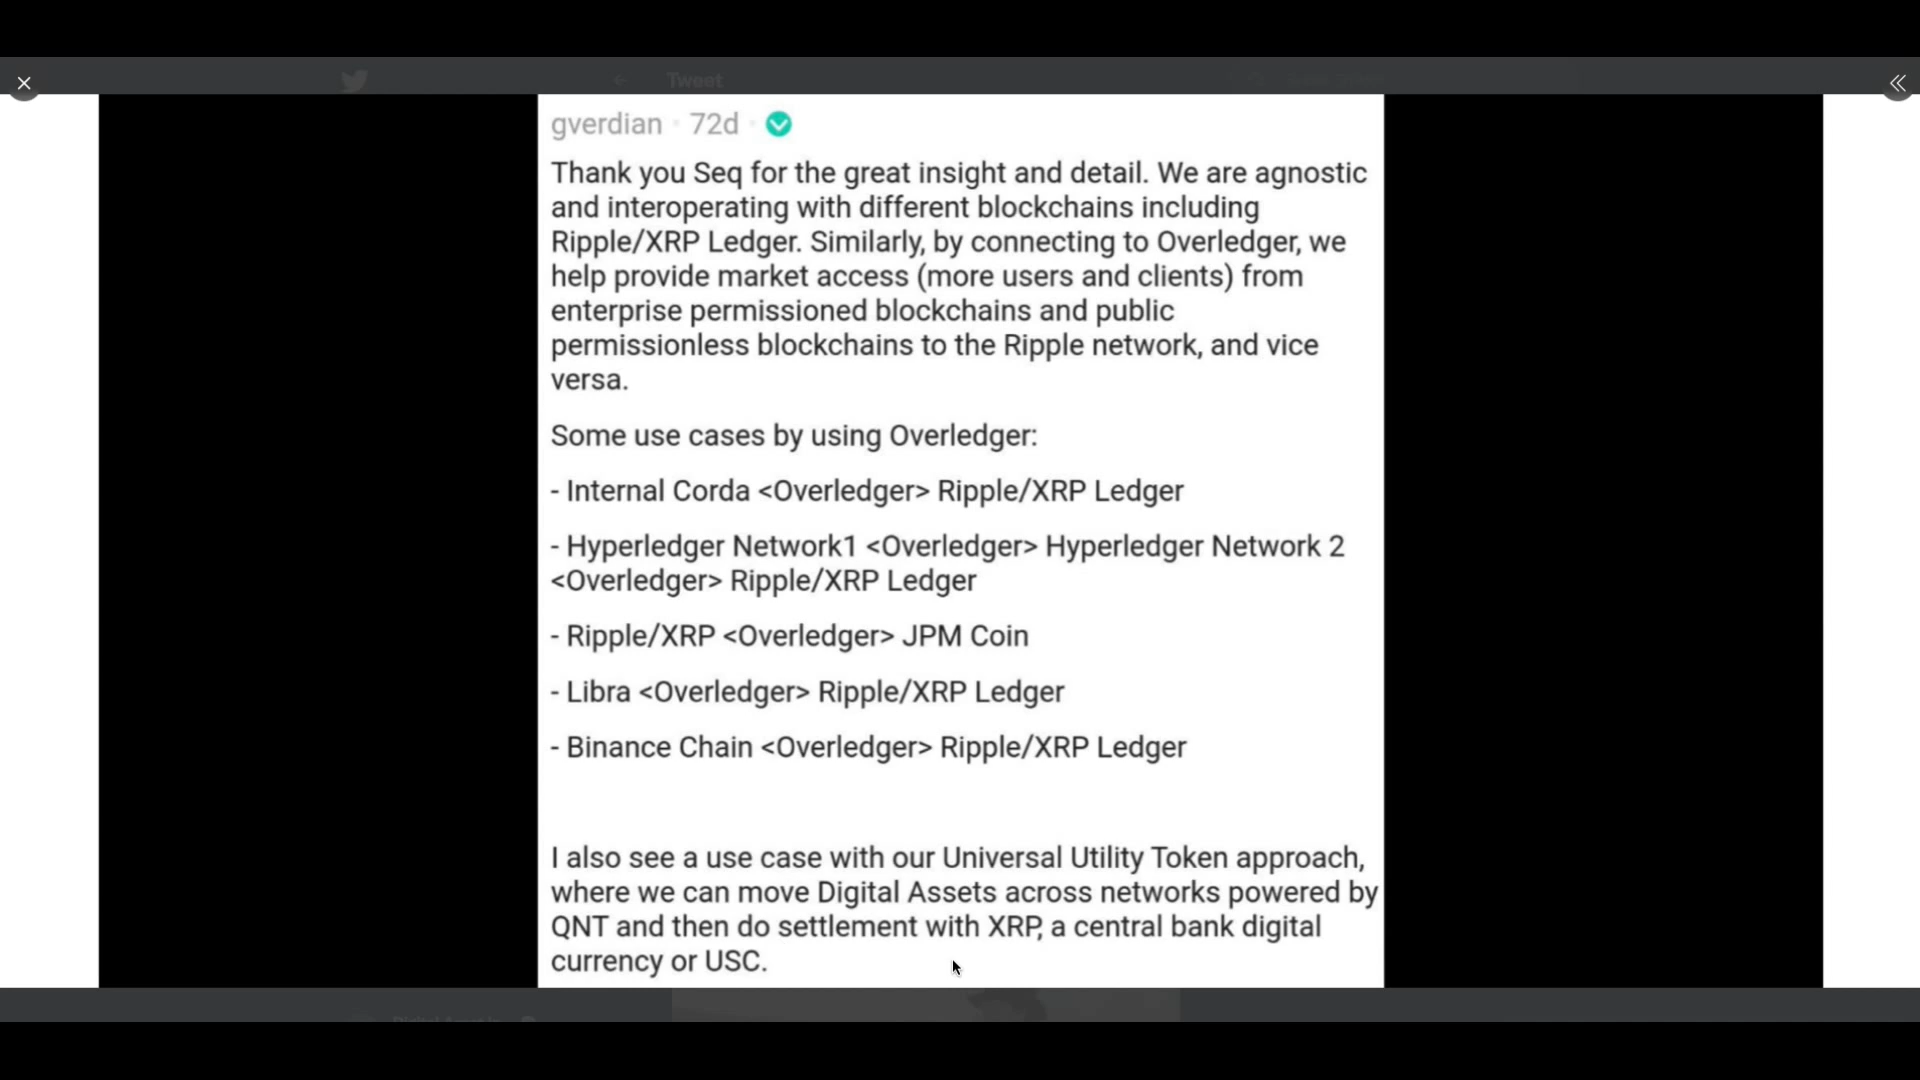 Tweet
gverdian · 72d ·
Thank you Seq for the great insight and detail. We are agnostic
and interoperating with different blockchains including
Ripple/XRP Ledger. Similarly, by connecting to Overledger, we
help provide market access (more users and clients) from
enterprise permissioned blockchains and public
permissionless blockchains to the Ripple network, and vice
versa.
Some use cases by using Overledger:
- Internal Corda <Overledger> Ripple/XRP Ledger
- Hyperledger Network1 <Overledger> Hyperledger Network 2
<Overledger> Ripple/XRP Ledger
- Ripple/XRP <Overledger> JPM Coin
- Libra <Overledger> Ripple/XRP Ledger
- Binance Chain <Overledger> Ripple/XRP Ledger
I also see a use case with our Universal Utility Token approach,
where we can move Digital Assets across networks powered by
QNT and then do settlement with XRP, a central bank digital
currency or USC.